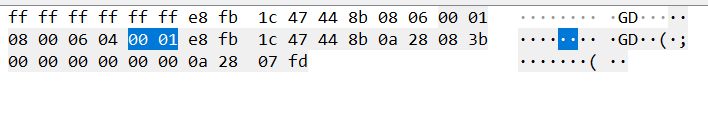 ff ff ff ff ff ff e8 fb 1c 47 44 8b 08 06 00 01 ········ ·GD·····
08 00 06 04 00 01 e8 fb 1c 47 44 8b 0a 28 08 3b ········ ·GD··(·;
00 00 00 00 00 00 0a 28 07 fd ·······( ··